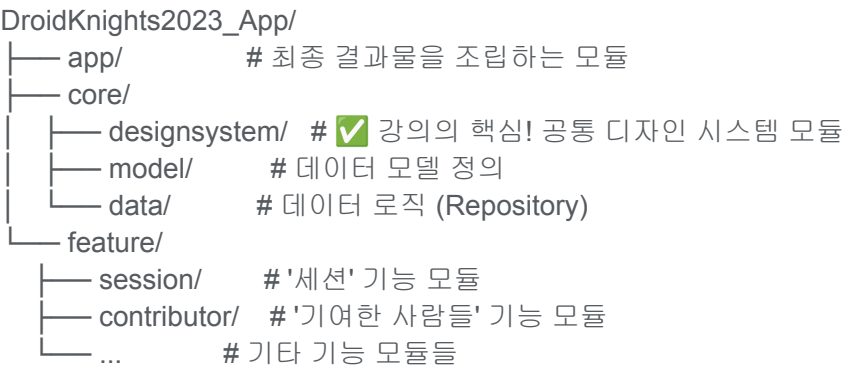 DroidKnights2023_App/
├── app/ # 최종 결과물을 조립하는 모듈
├── core/
│ ├── designsystem/ # ✅ 강의의 핵심! 공통 디자인 시스템 모듈
│ ├── model/ # 데이터 모델 정의
│ └── data/ # 데이터 로직 (Repository)
└── feature/
├── session/ # '세션' 기능 모듈
├── contributor/ # '기여한 사람들' 기능 모듈
└── ... # 기타 기능 모듈들